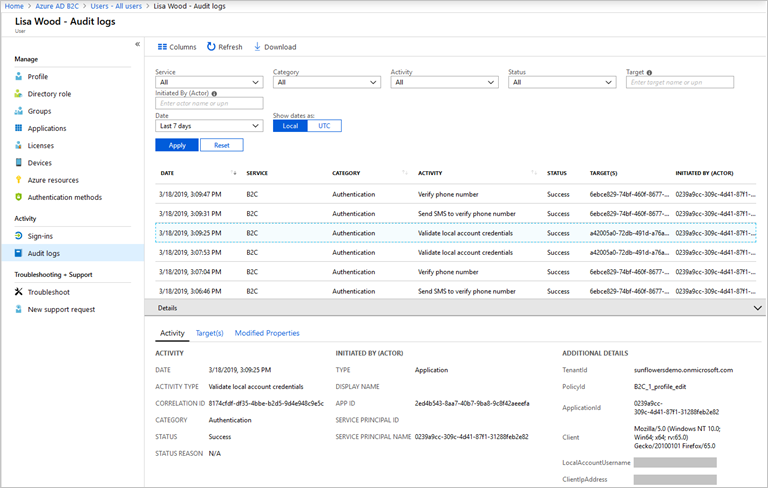 Home > Azure AD B2C > Users - All users > Lisa Wood - Audit logs
Lisa Wood - Audit logs
User
Manage
Profile
Directory role
Groups
Applications
Licenses
Devices
Azure resources
Authentication methods
Activity
Sign-ins
Audit logs
Troubleshooting + Support
Troubleshoot
New support request
Columns Refresh Download
Service Category Activity Status Target
All All All All Enter target name or upn
Initiated By (Actor)
Enter actor name or upn
Date Show dates as:
Last 7 days Local UTC
Apply Reset
DATE SERVICE CATEGORY ACTIVITY STATUS TARGET(S) INITIATED BY (ACTOR)
3/18/2019, 3:09:47 PM B2C Authentication Verify phone number Success 6ebce829-74bf-460f-8677-... 0239a9cc-309c-4d41-87f1-...
3/18/2019, 3:09:31 PM B2C Authentication Send SMS to verify phone number Success 6ebce829-74bf-460f-8677-... 0239a9cc-309c-4d41-87f1-...
3/18/2019, 3:09:25 PM B2C Authentication Validate local account credentials Success a42005a0-72db-491d-a76a... 0239a9cc-309c-4d41-87f1-...
3/18/2019, 3:07:53 PM B2C Authentication Validate local account credentials Success a42005a0-72db-491d-a76a... 0239a9cc-309c-4d41-87f1-...
3/18/2019, 3:07:04 PM B2C Authentication Verify phone number Success 6ebce829-74bf-460f-8677-... 0239a9cc-309c-4d41-87f1-...
3/18/2019, 3:06:46 PM B2C Authentication Send SMS to verify phone number Success 6ebce829-74bf-460f-8677-... 0239a9cc-309c-4d41-87f1-...
Details
Activity Target(s) Modified Properties
ACTIVITY
DATE 3/18/2019, 3:09:25 PM
ACTIVITY TYPE Validate local account credentials
CORRELATION ID 8174cfdf-df35-4bbe-b2d5-9d4e948c9e5c
CATEGORY Authentication
STATUS Success
STATUS REASON N/A
INITIATED BY (ACTOR)
TYPE Application
DISPLAY NAME
APP ID 2ed4b543-8aa7-40b7-9ba8-9c8f42aeeefa
SERVICE PRINCIPAL ID
SERVICE PRINCIPAL NAME 0239a9cc-309c-4d41-87f1-31288feb2e82
ADDITIONAL DETAILS
TenantId sunflowersdemo.onmicrosoft.com
PolicyId B2C_1_profile_edit
ApplicationId 0239a9cc-
309c-4d41-87f1-31288feb2e82
Client Mozilla/5.0 (Windows NT 10.0;
Win64; x64; rv:65.0)
Gecko/20100101 Firefox/65.0
LocalAccountUsername
ClientIpAddress